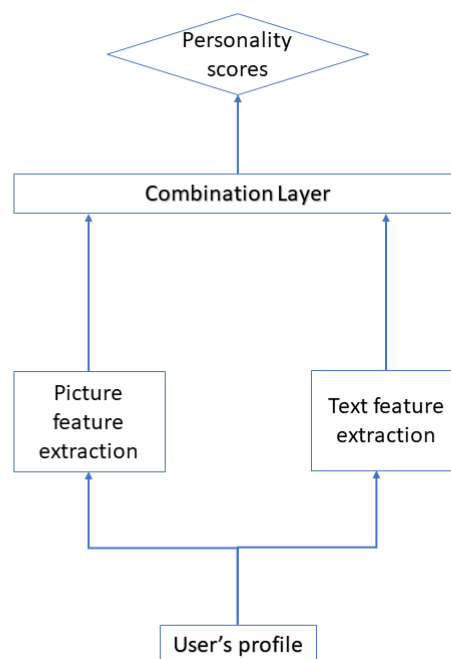 Personality
scores
Combination Layer
Picture
feature
extraction
Text feature
extraction
User's profile